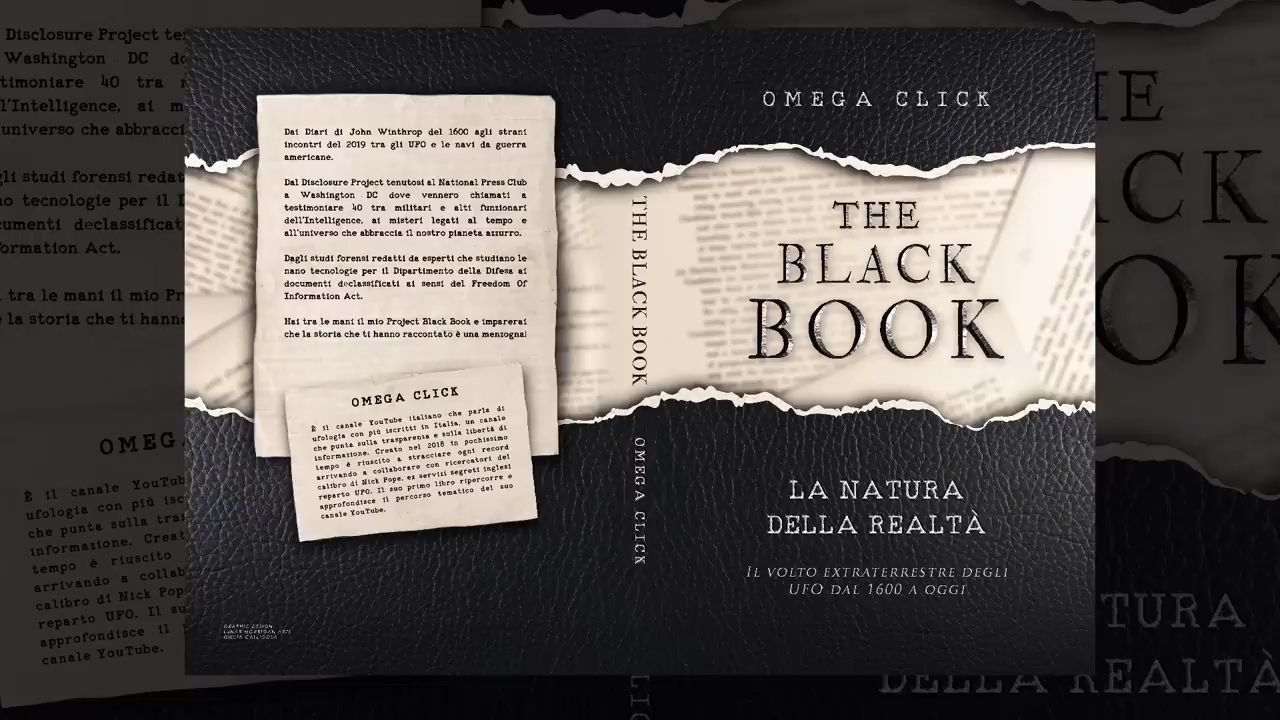 Dai Diari di John Winthrop del 1600 agli strani
incontri del 2019 tra gli UFO e le navi da guerra
americane.
Dal Disclosure Project tenutosi al National Press Club
a Washington DC dove vennero chiamati a
testimoniare 40 tra militari e alti funzionari
dell'Intelligence, ai misteri legati al tempo e
all'universo che abbraccia il nostro pianeta azzurro.
Dagli studi forensi redatti da esperti che studiano le
nano tecnologie per il Dipartimento della Difesa ai
documenti declassificati ai sensi del Freedom Of
Information Act.
Hai tra le mani il mio Project Black Book e imparerai
che la storia che ti hanno raccontato è una menzogna!
OMEGA CLICK
È il canale YouTube italiano che parla di
ufologia con più iscritti in Italia, un canale
che punta sulla trasparenza e sulla libertà di
informazione. Creato nel 2018 in pochissimo
tempo è riuscito a stracciare ogni record
arrivando a collaborare con ricercatori del
calibro di Nick Pope, ex servizi segreti inglesi
reparto UFO. Il suo primo libro ripercorre e
approfondisce il percorso tematico del suo
canale YouTube.
GRAPHIC DESIGN
THE BLACK BOOK
OMEGA CLICK
OMEGA CLICK
THE
BLACK
BOOK
LA NATURA
DELLA REALTÀ
IL VOLTO EXTRATERRESTRE DEGLI
UFO DAL 1600 A OGGI